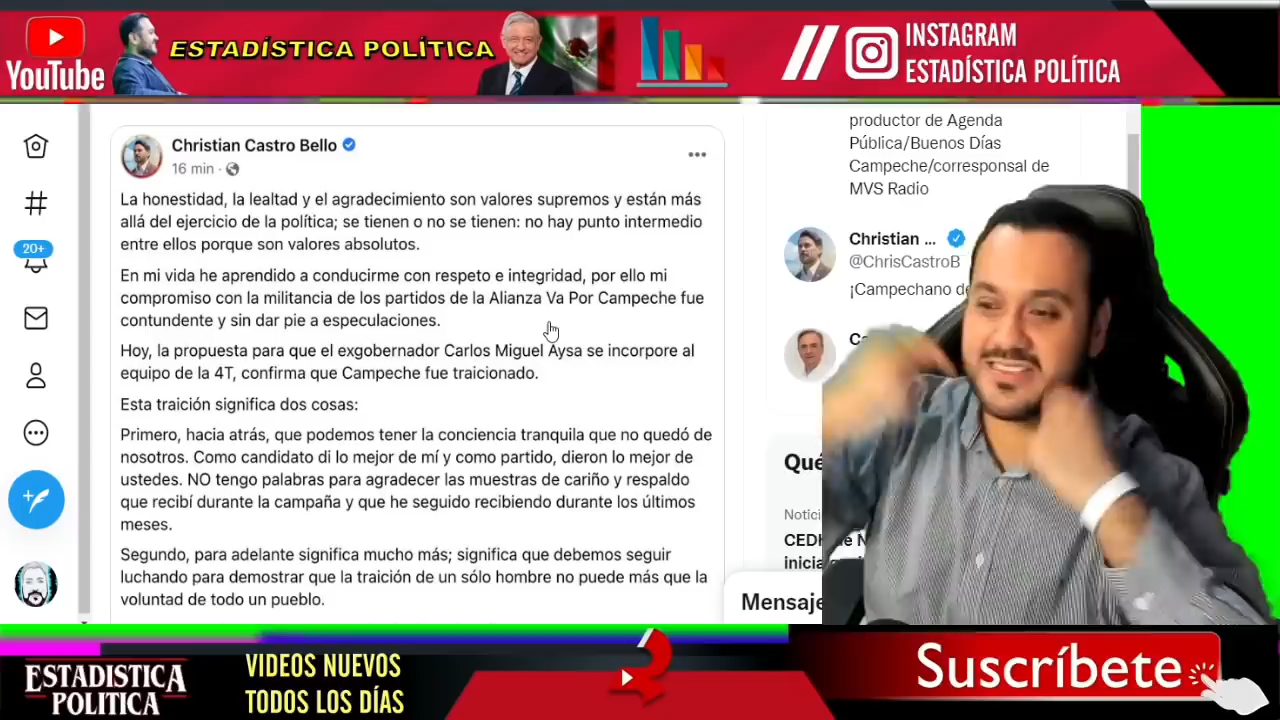 YouTube
ESTADÍSTICA POLÍTICA
INSTAGRAM
ESTADÍSTICA POLÍTICA
Christian Castro Bello
16 min ·
La honestidad, la lealtad y el agradecimiento son valores supremos y están más
allá del ejercicio de la política; se tienen o no se tienen: no hay punto intermedio
entre ellos porque son valores absolutos.
En mi vida he aprendido a conducirme con respeto e integridad, por ello mi
compromiso con la militancia de los partidos de la Alianza Va Por Campeche fue
contundente y sin dar pie a especulaciones.
Hoy, la propuesta para que el exgobernador Carlos Miguel Aysa se incorpore al
equipo de la 4T, confirma que Campeche fue traicionado.
Esta traición significa dos cosas:
Primero, hacia atrás, que podemos tener la conciencia tranquila que no quedó de
nosotros. Como candidato di lo mejor de mí y como partido, dieron lo mejor de
ustedes. NO tengo palabras para agradecer las muestras de cariño y respaldo
que recibí durante la campaña y que he seguido recibiendo durante los últimos
meses.
Segundo, para adelante significa mucho más; significa que debemos seguir
luchando para demostrar que la traición de un sólo hombre no puede más que la
voluntad de todo un pueblo.
20+
productor de Agenda
Pública/Buenos Días
Campeche/corresponsal de
MVS Radio
Christian ...
@ChrisCastroB
¡Campechano d
Qué
Notici
CEDH de N
inicia
Mensaje
ESTADISTICA
POLÍTICA
VIDEOS NUEVOS
TODOS LOS DÍAS
Suscríbete